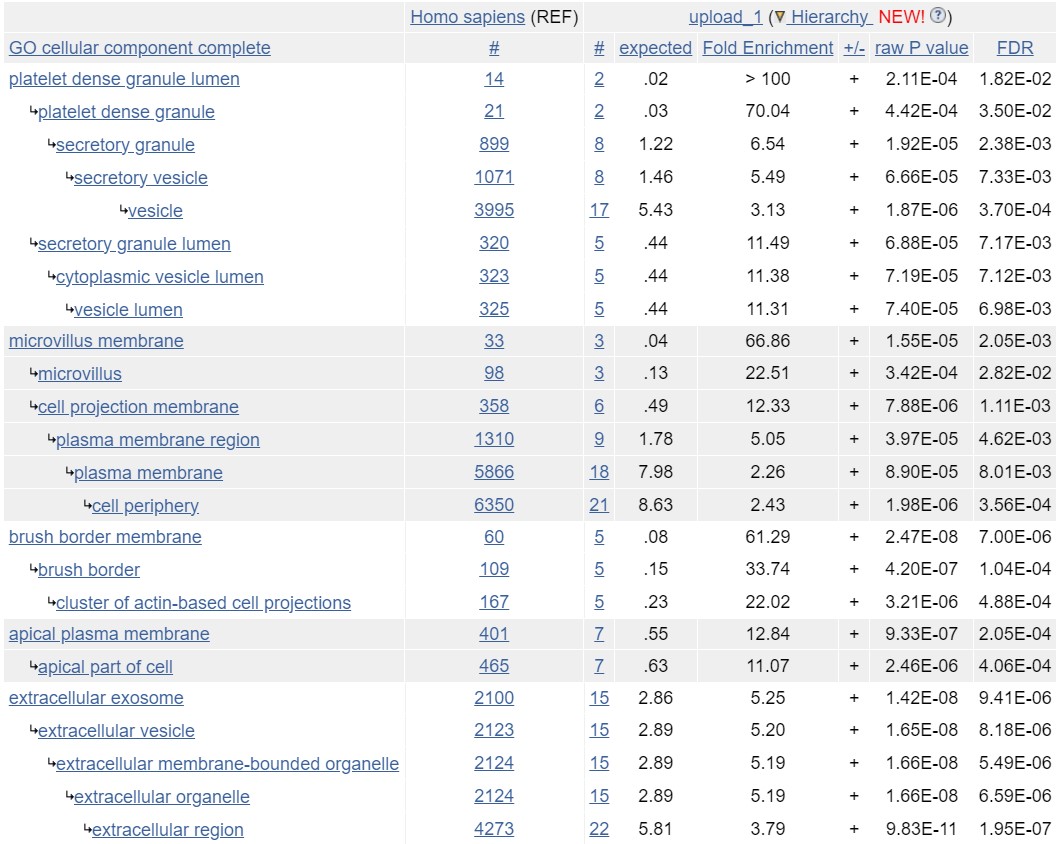 Homo sapiens (REF) upload_1 (▼ Hierarchy NEW! ?)
GO cellular component complete # # expected Fold Enrichment +/- raw P value FDR
platelet dense granule lumen 14 2 .02 > 100 + 2.11E-04 1.82E-02
↳platelet dense granule 21 2 .03 70.04 + 4.42E-04 3.50E-02
↳secretory granule 899 8 1.22 6.54 + 1.92E-05 2.38E-03
↳secretory vesicle 1071 8 1.46 5.49 + 6.66E-05 7.33E-03
↳vesicle 3995 17 5.43 3.13 + 1.87E-06 3.70E-04
↳secretory granule lumen 320 5 .44 11.49 + 6.88E-05 7.17E-03
↳cytoplasmic vesicle lumen 323 5 .44 11.38 + 7.19E-05 7.12E-03
↳vesicle lumen 325 5 .44 11.31 + 7.40E-05 6.98E-03
microvillus membrane 33 3 .04 66.86 + 1.55E-05 2.05E-03
↳microvillus 98 3 .13 22.51 + 3.42E-04 2.82E-02
↳cell projection membrane 358 6 .49 12.33 + 7.88E-06 1.11E-03
↳plasma membrane region 1310 9 1.78 5.05 + 3.97E-05 4.62E-03
↳plasma membrane 5866 18 7.98 2.26 + 8.90E-05 8.01E-03
↳cell periphery 6350 21 8.63 2.43 + 1.98E-06 3.56E-04
brush border membrane 60 5 .08 61.29 + 2.47E-08 7.00E-06
↳brush border 109 5 .15 33.74 + 4.20E-07 1.04E-04
↳cluster of actin-based cell projections 167 5 .23 22.02 + 3.21E-06 4.88E-04
apical plasma membrane 401 7 .55 12.84 + 9.33E-07 2.05E-04
↳apical part of cell 465 7 .63 11.07 + 2.46E-06 4.06E-04
extracellular exosome 2100 15 2.86 5.25 + 1.42E-08 9.41E-06
↳extracellular vesicle 2123 15 2.89 5.20 + 1.65E-08 8.18E-06
↳extracellular membrane-bounded organelle 2124 15 2.89 5.19 + 1.66E-08 5.49E-06
↳extracellular organelle 2124 15 2.89 5.19 + 1.66E-08 6.59E-06
↳extracellular region 4273 22 5.81 3.79 + 9.83E-11 1.95E-07